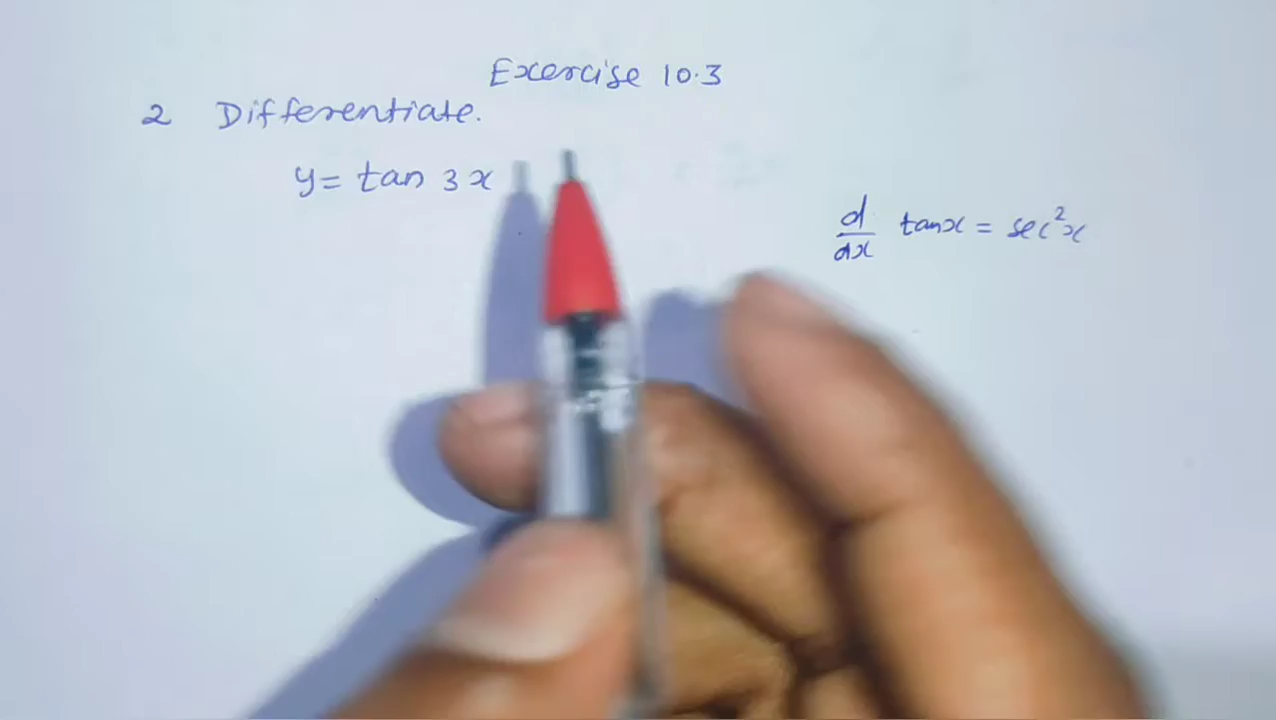 Exercise 10.3
2 Differentiate.
y = tan 3x
d/dx tanx = sec²x